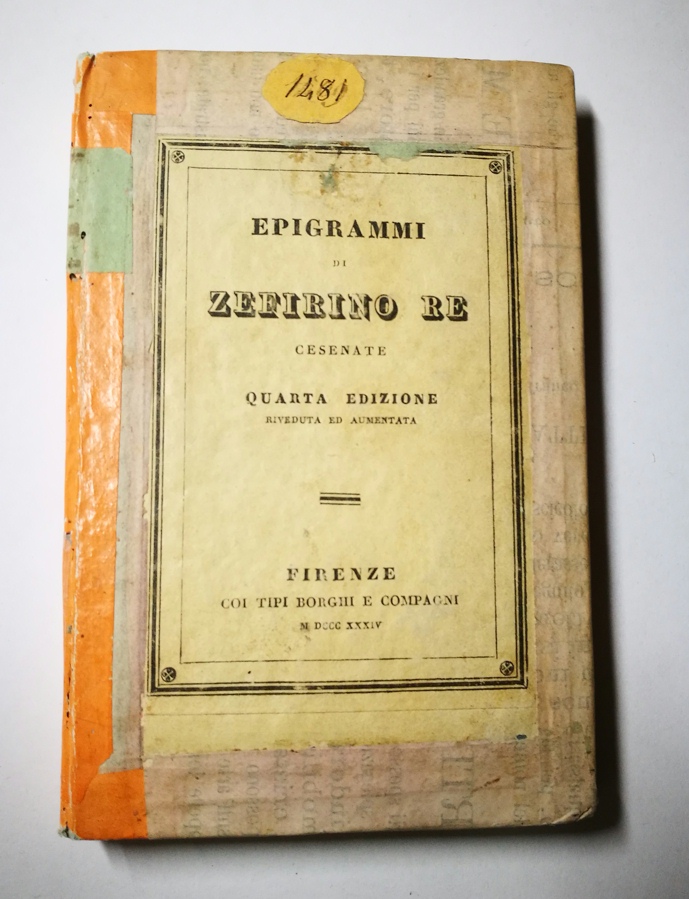 1481
EPIGRAMMI
DI
ZEFIRINO RE
CESENATE
QUARTA EDIZIONE
RIVEDUTA ED AUMENTATA
FIRENZE
COI TIPI BORGHI E COMPAGNI
M DCCC XXXIV